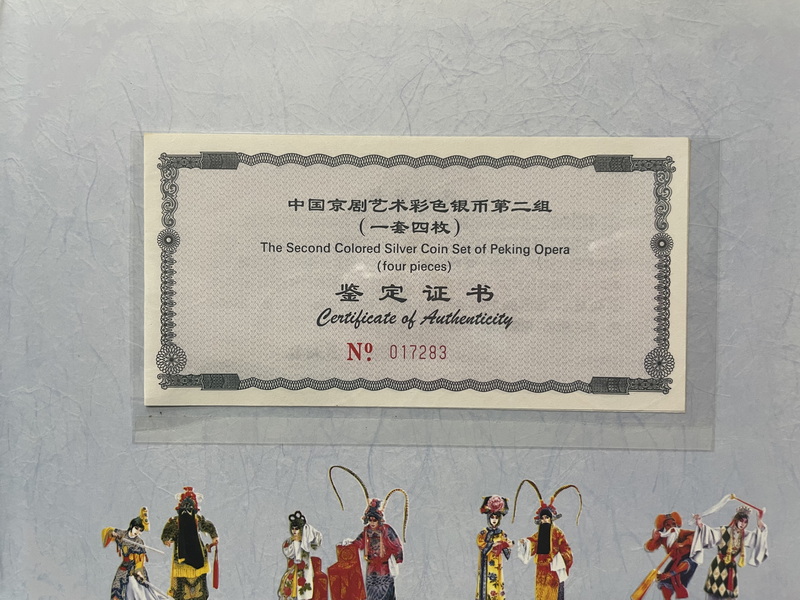 中国京剧艺术彩色银币第二组
(一套四枚)
The Second Colored Silver Coin Set of Peking Opera
(four pieces)
鉴定证书
Certificate of Authenticity
Nº 017283